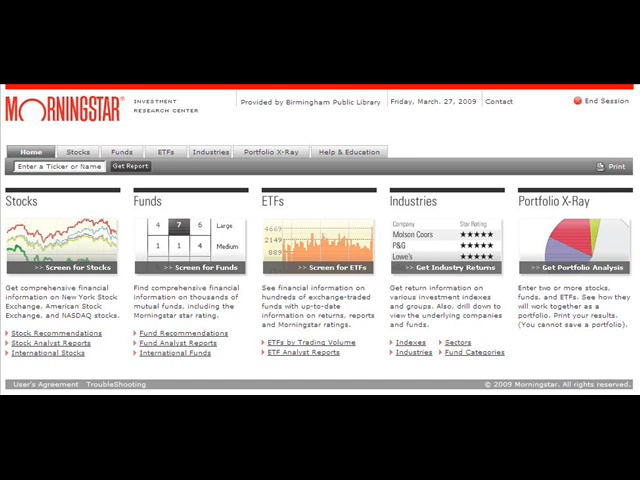 MORNINGSTAR®
INVESTMENT
RESEARCH CENTER
Provided by Birmingham Public Library
Friday, March. 27, 2009
Contact
End Session
Home
Stocks
Funds
ETFs
Industries
Portfolio X-Ray
Help & Education
Enter a Ticker or Name
Get Report
Print
Stocks
>> Screen for Stocks
Get comprehensive financial
information on New York Stock
Exchange, American Stock
Exchange, and NASDAQ stocks.
Stock Recommendations
Stock Analyst Reports
International Stocks
Funds
4 7 6 Large
1 1 4 Medium
>> Screen for Funds
Find comprehensive financial
information on thousands of
mutual funds, including the
Morningstar star rating.
Fund Recommendations
Fund Analyst Reports
International Funds
ETFs
4669
2149
889
>> Screen for ETFs
See financial information on
hundreds of exchange-traded
funds with up-to-date
information on returns, reports
and Morningstar ratings.
ETFs by Trading Volume
ETF Analyst Reports
Industries
Company Star Rating
Molson Coors ★★★★★
P&G ★★★★★
Lowe's ★★★★★
>> Get Industry Returns
Get return information on
various investment indexes
and groups. Also, drill down to
view the underlying companies
and funds.
Indexes
Sectors
Industries
Fund Categories
Portfolio X-Ray
>> Get Portfolio Analysis
Enter two or more stocks,
funds, and ETFs. See how they
will work together as a
portfolio. Print your results.
(You cannot save a portfolio).
User's Agreement
TroubleShooting
© 2009 Morningstar. All rights reserved.